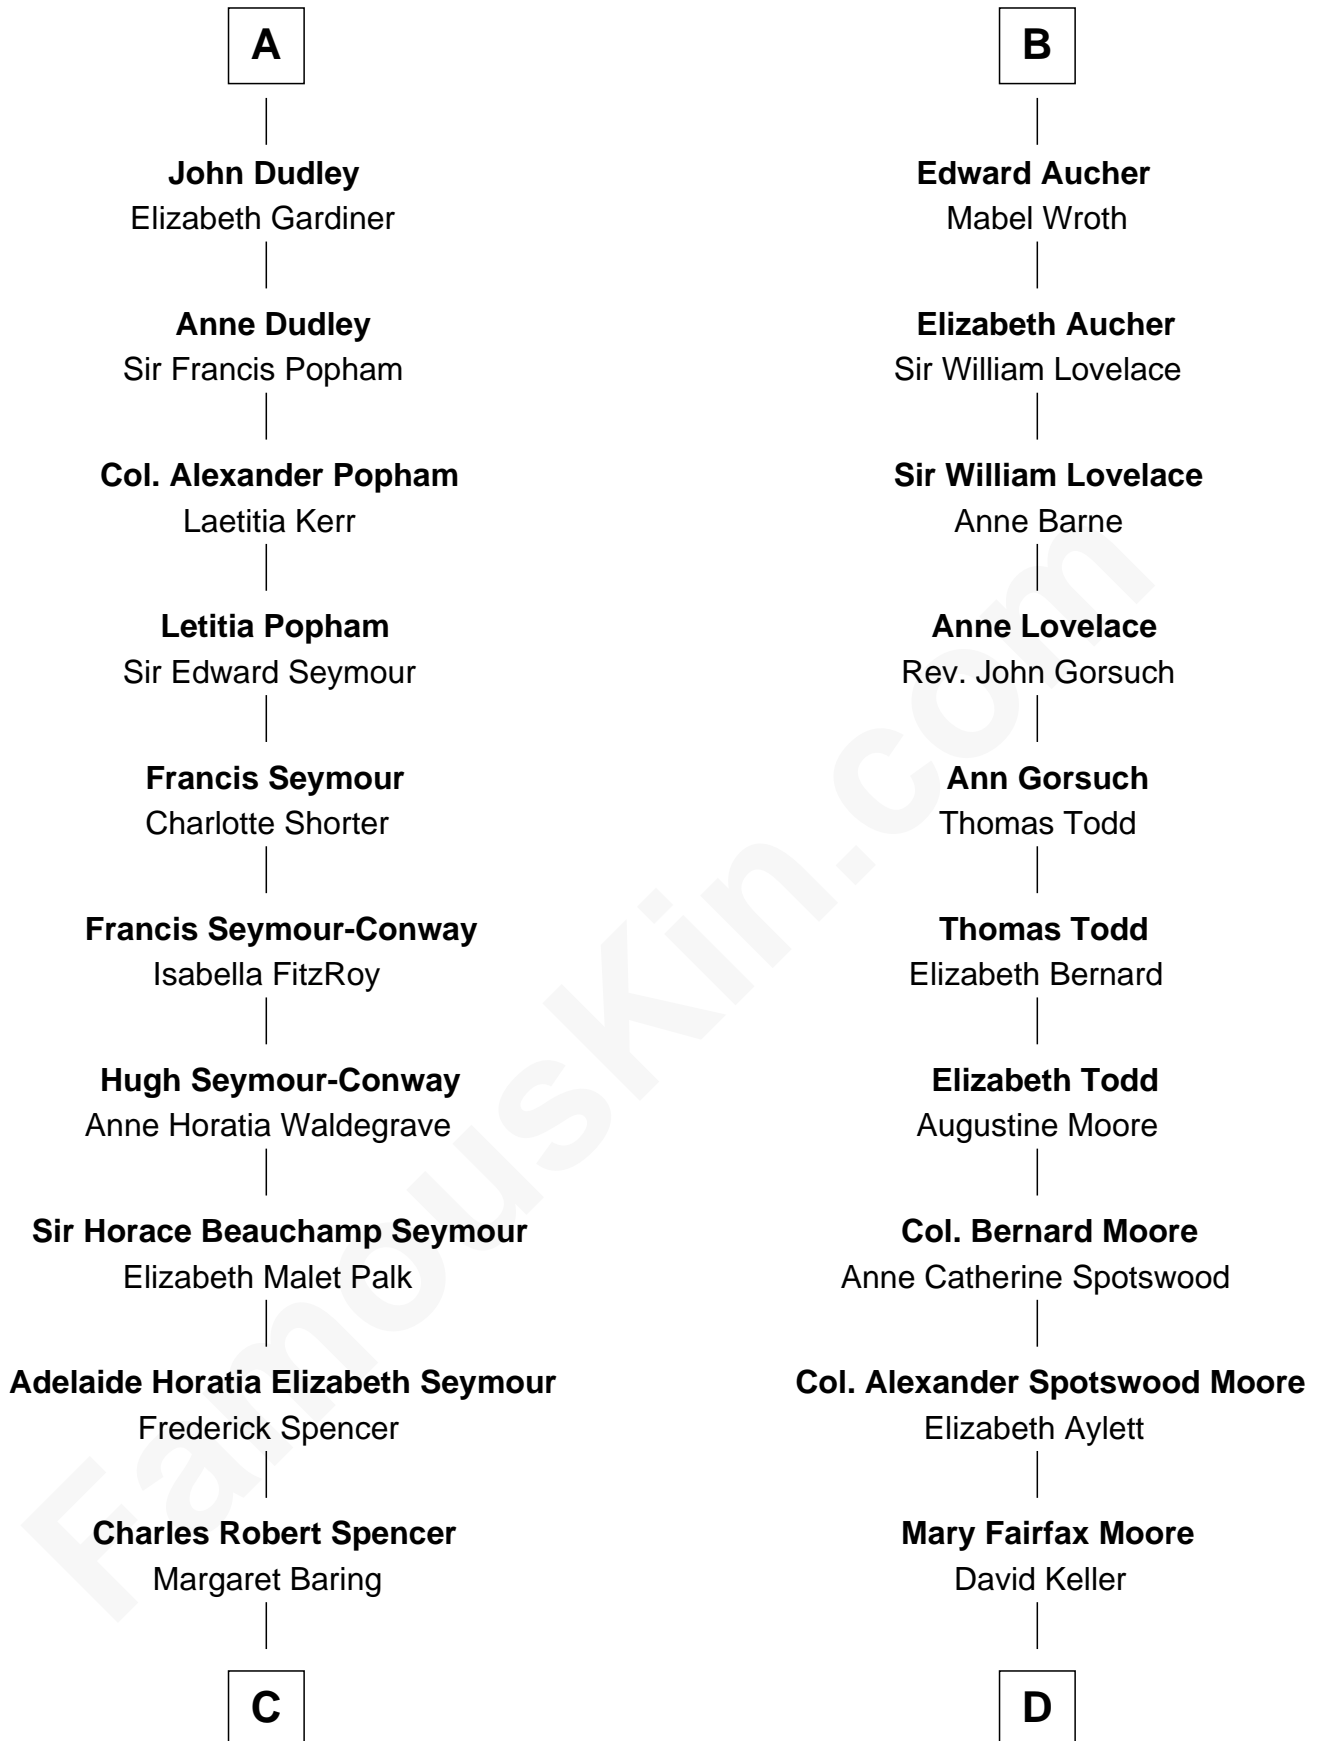 A
John Dudley
Elizabeth Gardiner
Anne Dudley
Sir Francis Popham
Col. Alexander Popham
Laetitia Kerr
Letitia Popham
Sir Edward Seymour
Francis Seymour
Charlotte Shorter
Francis Seymour-Conway
Isabella FitzRoy
Hugh Seymour-Conway
Anne Horatia Waldegrave
Sir Horace Beauchamp Seymour
Elizabeth Malet Palk
Adelaide Horatia Elizabeth Seymour
Frederick Spencer
Charles Robert Spencer
Margaret Baring
C
B
Edward Aucher
Mabel Wroth
Elizabeth Aucher
Sir William Lovelace
Sir William Lovelace
Anne Barne
Anne Lovelace
Rev. John Gorsuch
Ann Gorsuch
Thomas Todd
Thomas Todd
Elizabeth Bernard
Elizabeth Todd
Augustine Moore
Col. Bernard Moore
Anne Catherine Spotswood
Col. Alexander Spotswood Moore
Elizabeth Aylett
Mary Fairfax Moore
David Keller
D
FamousKin.com